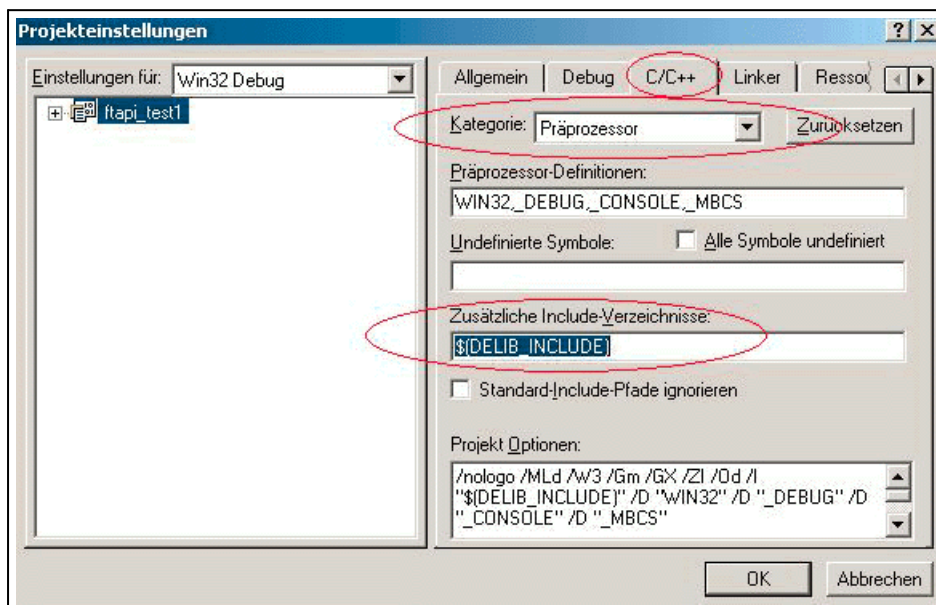 Projekteinstellungen
Einstellungen für: Win32 Debug
ftapi_test1
Allgemein Debug C/C++ Linker
Kategorie: Präprozessor Zurücksetzen
Präprozessor-Definitionen:
WIN32,_DEBUG,_CONSOLE,_MBCS
Undefinierte Symbole: Alle Symbole undefiniert
Zusätzliche Include-Verzeichnisse:
$(DELIB_INCLUDE)
Standard-Include-Pfade ignorieren
Projekt Optionen:
/nologo /MLd /W3 /Gm /GX /ZI /Od /I
"$(DELIB_INCLUDE)" /D "WIN32" /D "_DEBUG" /D
"_CONSOLE" /D "_MBCS"
OK Abbrechen